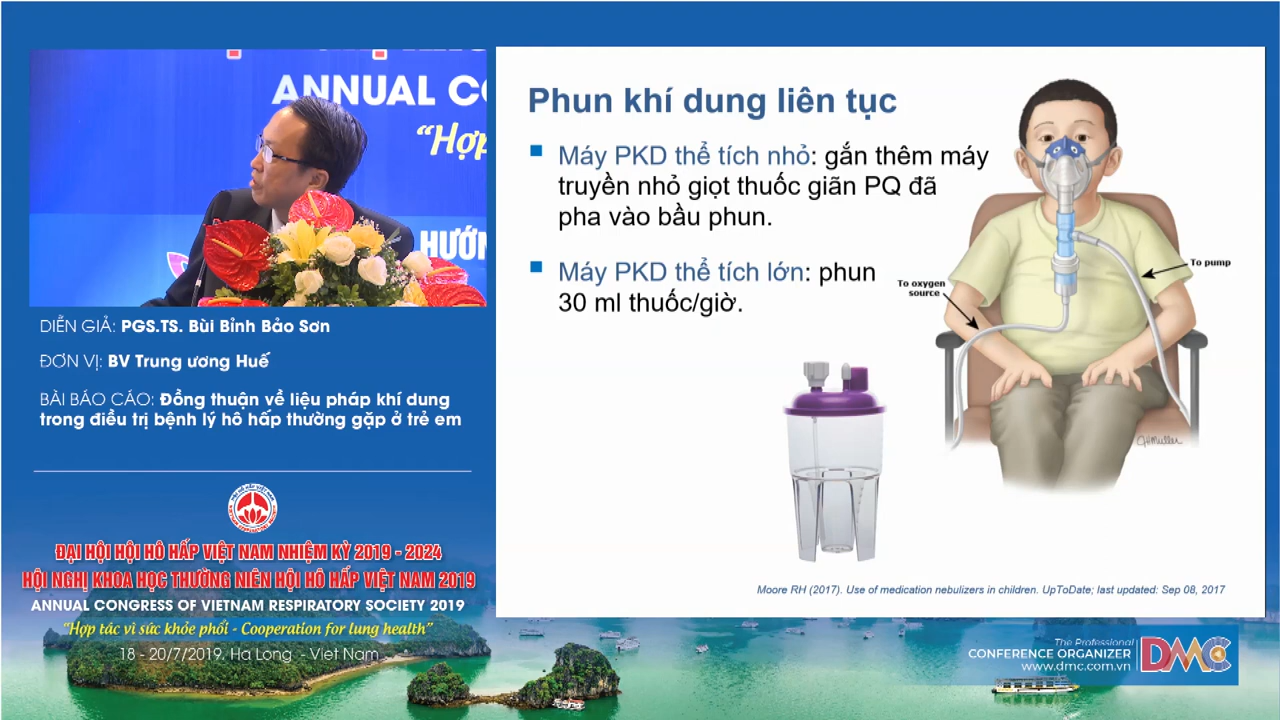 ANNUAL CO
“Hợp
HƯỚN
DIỄN GIẢ: PGS.TS. Bùi Bỉnh Bảo Sơn
ĐƠN VỊ: BV Trung ương Huế
BÀI BÁO CÁO: Đồng thuận về liệu pháp khí dung
trong điều trị bệnh lý hô hấp thường gặp ở trẻ em
ĐẠI HỘI HỘI HÔ HẤP VIỆT NAM NHIỆM KỲ 2019 - 2024
HỘI NGHỊ KHOA HỌC THƯỜNG NIÊN HỘI HÔ HẤP VIỆT NAM 2019
ANNUAL CONGRESS OF VIETNAM RESPIRATORY SOCIETY 2019
“Hợp tác vì sức khỏe phổi - Cooperation for lung health”
18 - 20/7/2019. Ha Long - Viet Nam
Phun khí dung liên tục
Máy PKD thể tích nhỏ: gắn thêm máy
truyền nhỏ giọt thuốc giãn PQ đã
pha vào bầu phun.
Máy PKD thể tích lớn: phun
30 ml thuốc/giờ.
To pump
To oxygen
source
Moore RH (2017). Use of medication nebulizers in children. UpToDate; last updated: Sep 08, 2017
The Professional
CONFERENCE ORGANIZER
www.dmc.com.vn
DMC